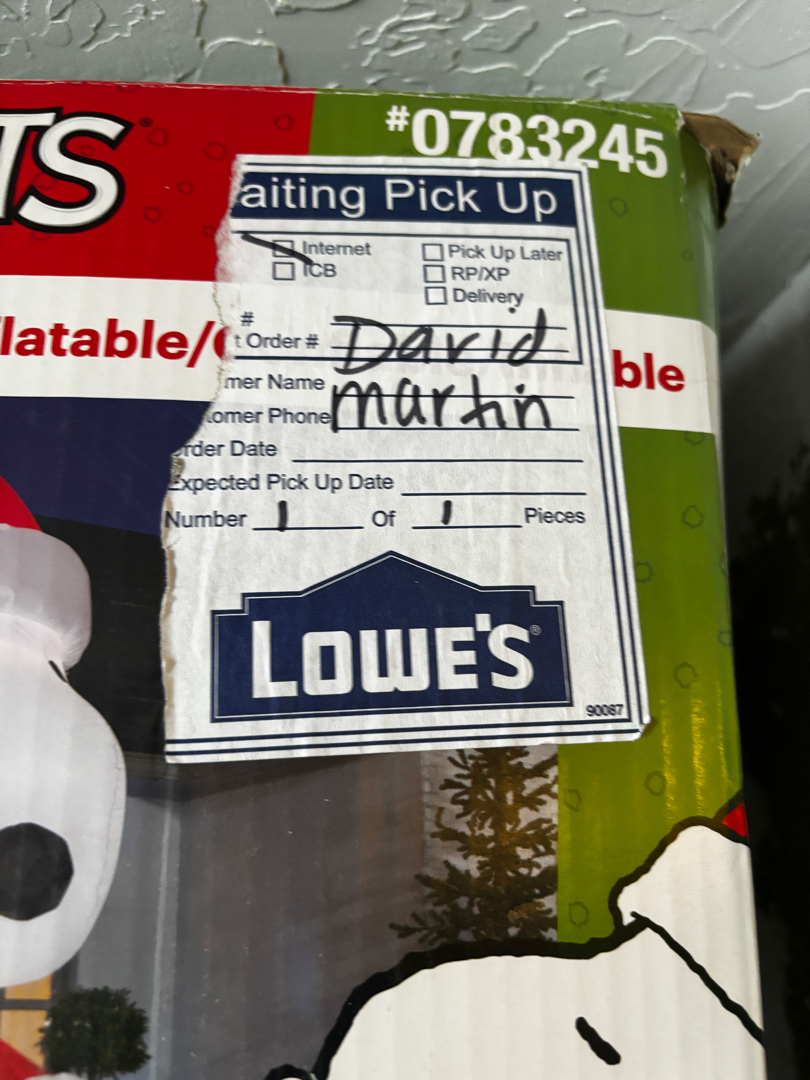 TS®
#0783245
aiting Pick Up
Internet
Pick Up Later
ICB
RP/XP
Delivery
#
t Order # David
mer Name
omer Phone martin
rder Date
Expected Pick Up Date
Number 1 Of 1 Pieces
LOWE'S®
90087
latable/
ble